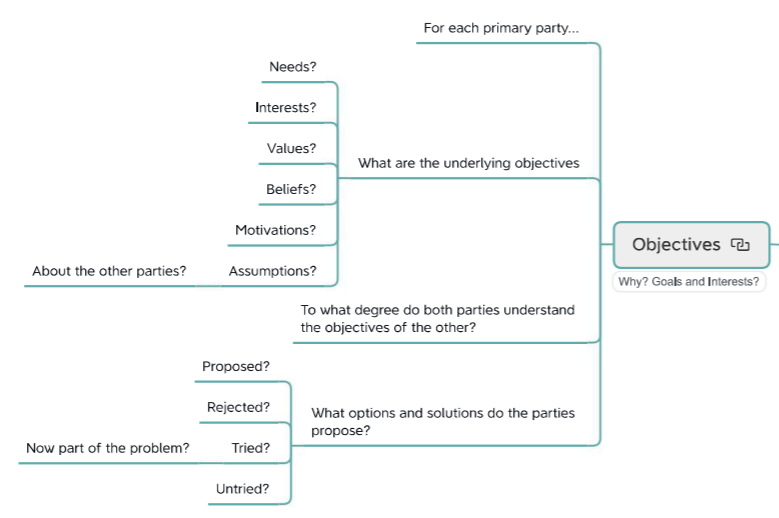 For each primary party...
Needs?
Interests?
Values?
What are the underlying objectives
Beliefs?
Motivations?
About the other parties?
Assumptions?
Objectives
Why? Goals and Interests?
To what degree do both parties understand
the objectives of the other?
Proposed?
Rejected?
What options and solutions do the parties
propose?
Now part of the problem?
Tried?
Untried?